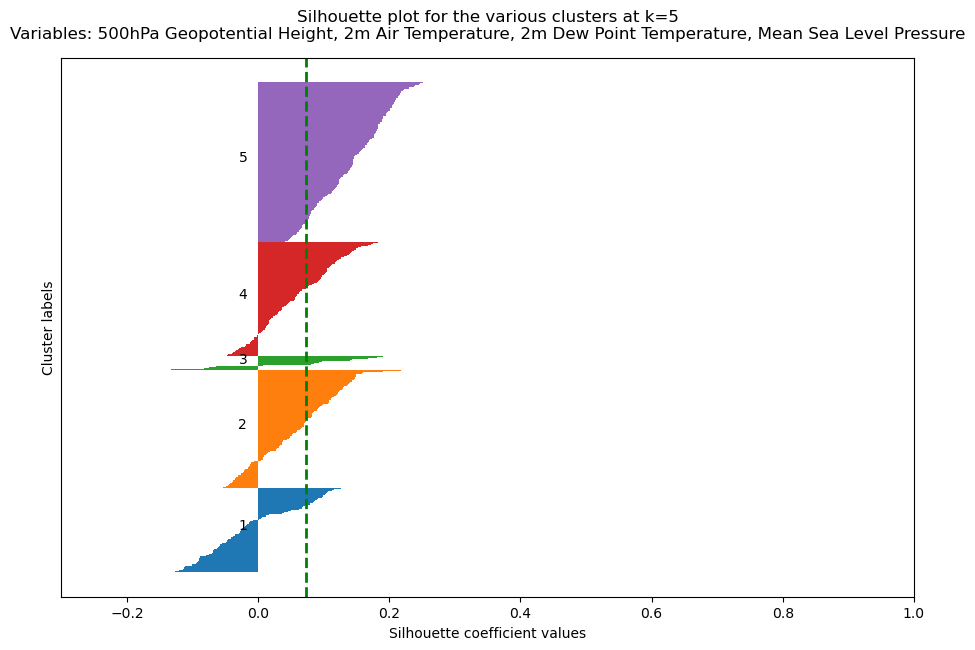 Silhouette plot for the various clusters at k=5
Variables: 500hPa Geopotential Height, 2m Air Temperature, 2m Dew Point Temperature, Mean Sea Level Pressure
5
4
3
2
1
Cluster labels
−0.2 0.0 0.2 0.4 0.6 0.8 1.0
Silhouette coefficient values